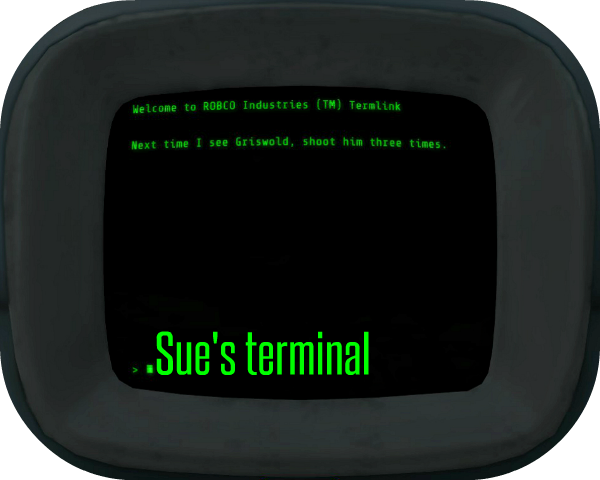 Welcome to ROBCO Industries (TM) Termlink
Next time I see Griswold, shoot him three times.
> .Sue's terminal